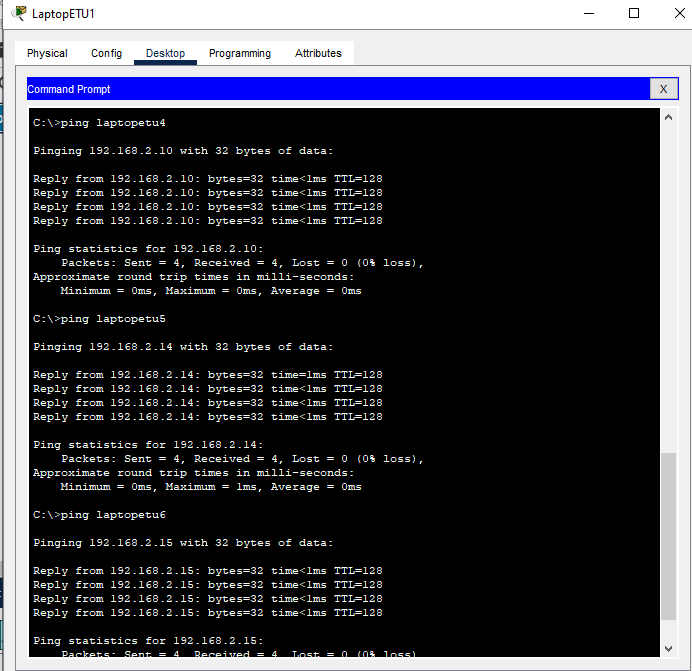 LaptopETU1
Physical Config Desktop Programming Attributes
Command Prompt X
C:\>ping laptopetu4
Pinging 192.168.2.10 with 32 bytes of data:
Reply from 192.168.2.10: bytes=32 time<1ms TTL=128
Reply from 192.168.2.10: bytes=32 time<1ms TTL=128
Reply from 192.168.2.10: bytes=32 time<1ms TTL=128
Reply from 192.168.2.10: bytes=32 time<1ms TTL=128
Ping statistics for 192.168.2.10:
Packets: Sent = 4, Received = 4, Lost = 0 (0% loss),
Approximate round trip times in milli-seconds:
Minimum = 0ms, Maximum = 0ms, Average = 0ms
C:\>ping laptopetu5
Pinging 192.168.2.14 with 32 bytes of data:
Reply from 192.168.2.14: bytes=32 time=1ms TTL=128
Reply from 192.168.2.14: bytes=32 time<1ms TTL=128
Reply from 192.168.2.14: bytes=32 time<1ms TTL=128
Reply from 192.168.2.14: bytes=32 time<1ms TTL=128
Ping statistics for 192.168.2.14:
Packets: Sent = 4, Received = 4, Lost = 0 (0% loss),
Approximate round trip times in milli-seconds:
Minimum = 0ms, Maximum = 1ms, Average = 0ms
C:\>ping laptopetu6
Pinging 192.168.2.15 with 32 bytes of data:
Reply from 192.168.2.15: bytes=32 time<1ms TTL=128
Reply from 192.168.2.15: bytes=32 time<1ms TTL=128
Reply from 192.168.2.15: bytes=32 time<1ms TTL=128
Reply from 192.168.2.15: bytes=32 time<1ms TTL=128
Ping statistics for 192.168.2.15:
Packets: Sent = 4, Received = 4, Lost = 0 (0% loss),